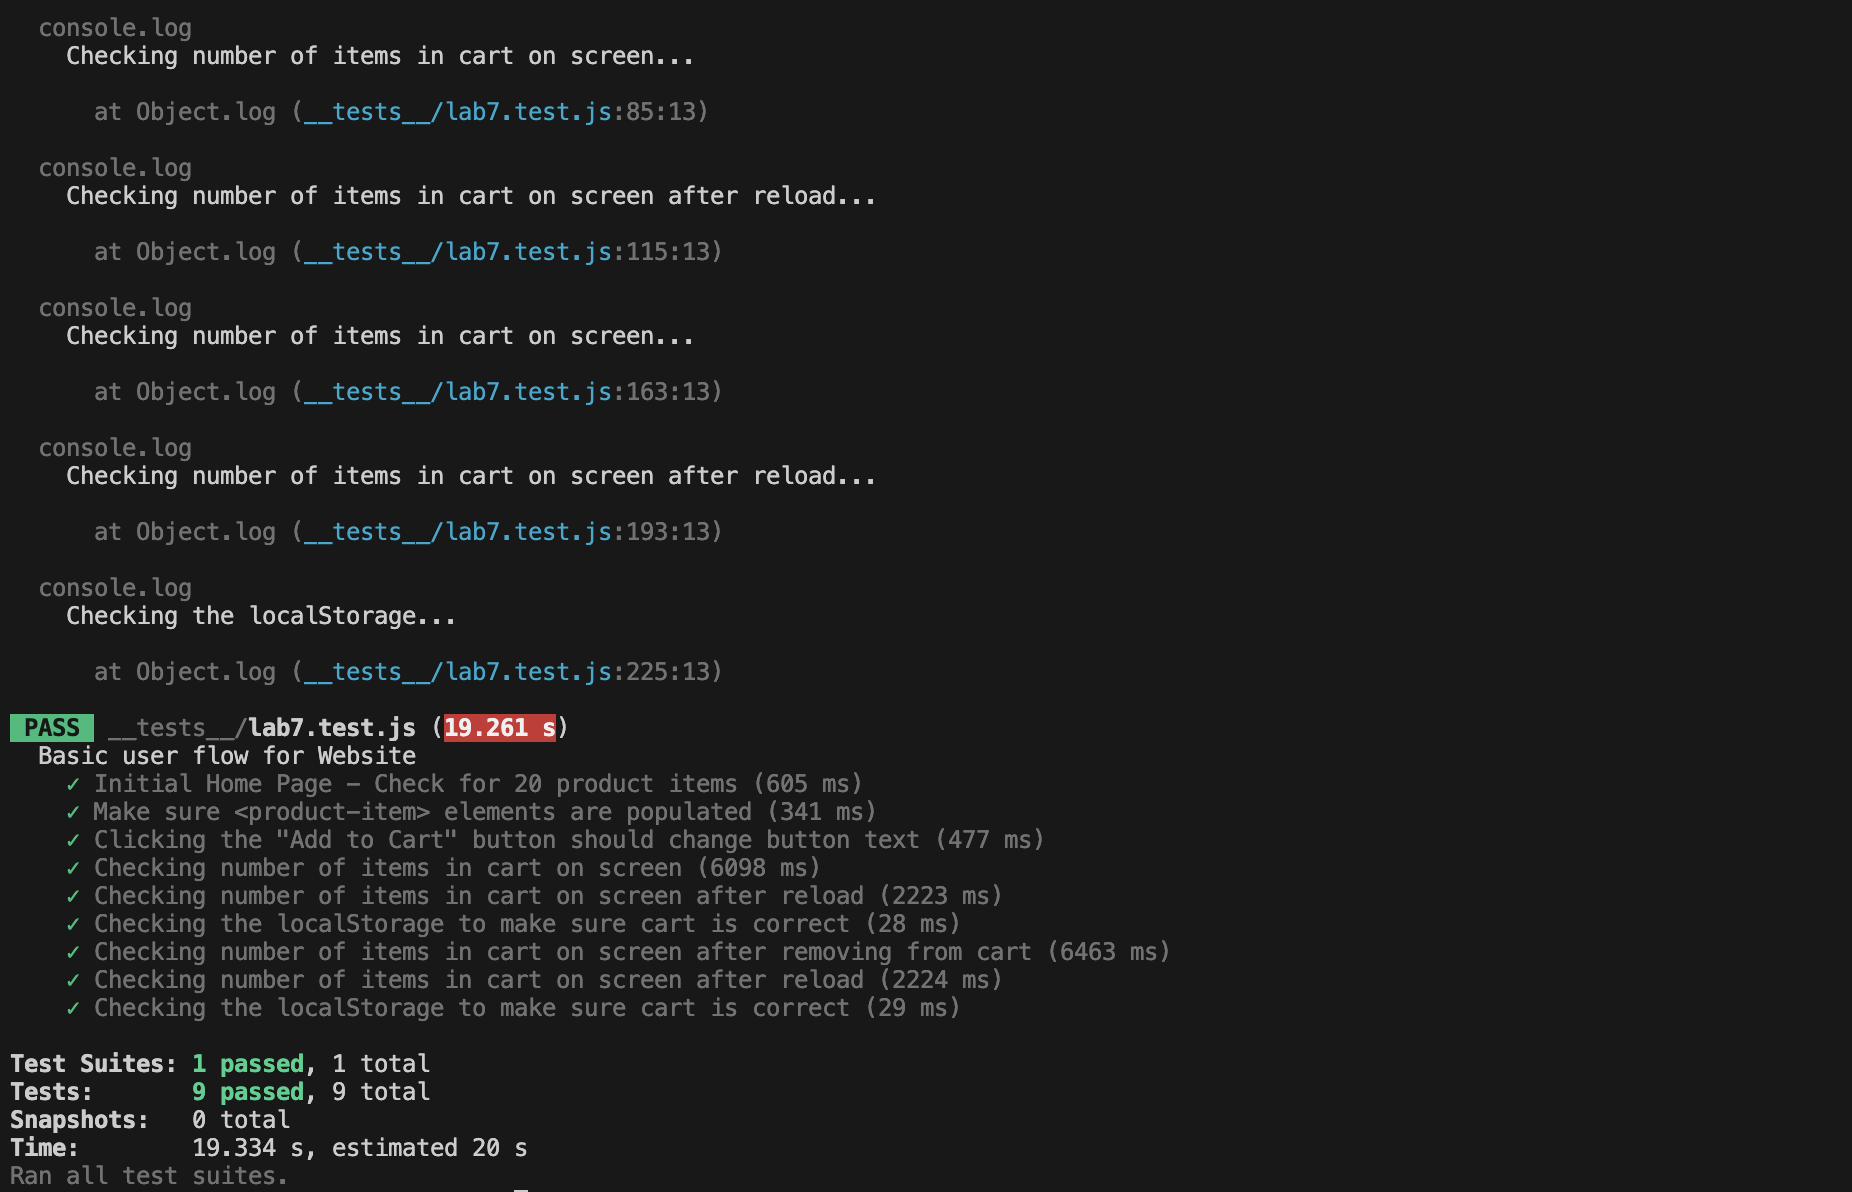 console.log
Checking number of items in cart on screen...
at Object.log (__tests__/lab7.test.js:85:13)
console.log
Checking number of items in cart on screen after reload...
at Object.log (__tests__/lab7.test.js:115:13)
console.log
Checking number of items in cart on screen...
at Object.log (__tests__/lab7.test.js:163:13)
console.log
Checking number of items in cart on screen after reload...
at Object.log (__tests__/lab7.test.js:193:13)
console.log
Checking the localStorage...
at Object.log (__tests__/lab7.test.js:225:13)
PASS __tests__/lab7.test.js (19.261 s)
Basic user flow for Website
✓ Initial Home Page – Check for 20 product items (605 ms)
✓ Make sure <product-item> elements are populated (341 ms)
✓ Clicking the "Add to Cart" button should change button text (477 ms)
✓ Checking number of items in cart on screen (6098 ms)
✓ Checking number of items in cart on screen after reload (2223 ms)
✓ Checking the localStorage to make sure cart is correct (28 ms)
✓ Checking number of items in cart on screen after removing from cart (6463 ms)
✓ Checking number of items in cart on screen after reload (2224 ms)
✓ Checking the localStorage to make sure cart is correct (29 ms)
Test Suites: 1 passed, 1 total
Tests: 9 passed, 9 total
Snapshots: 0 total
Time: 19.334 s, estimated 20 s
Ran all test suites.